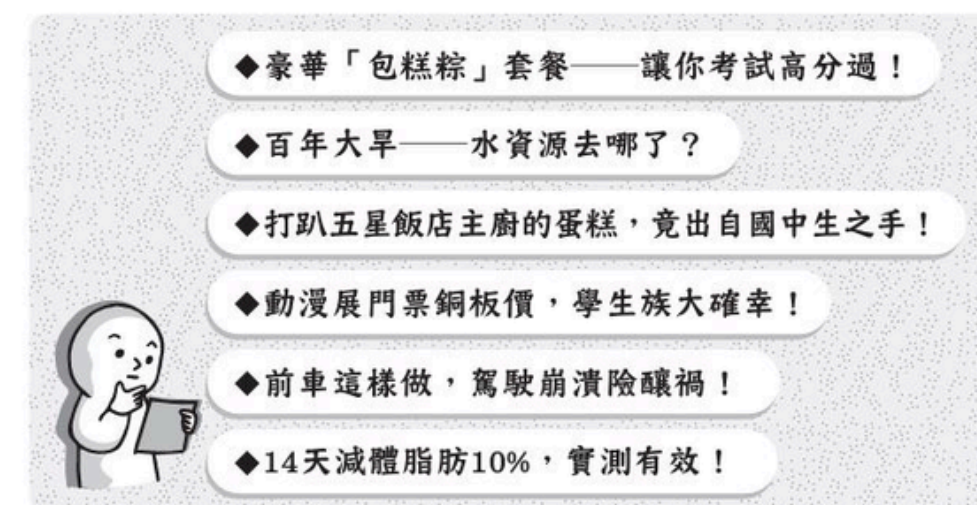 ◆豪華「包糕粽」套餐——讓你考試高分過！
◆百年大旱——水資源去哪了？
◆打趴五星飯店主廚的蛋糕，竟出自國中生之手！
◆動漫展門票銅板價，學生族大確幸！
◆前車這樣做，駕駛崩潰險釀禍！
◆14天減體脂肪10%，實測有效！